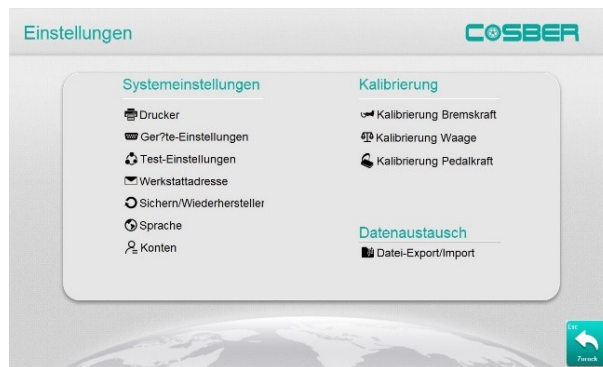 Einstellungen
COSBER
Systemeinstellungen
Drucker
Ger?te-Einstellungen
Test-Einstellungen
Werkstattadresse
Sichern/Wiederhersteller
Sprache
Konten
Kalibrierung
Kalibrierung Bremskraft
Kalibrierung Waage
Kalibrierung Pedalkraft
Datenaustausch
Datei-Export/Import
Esc
Zurück